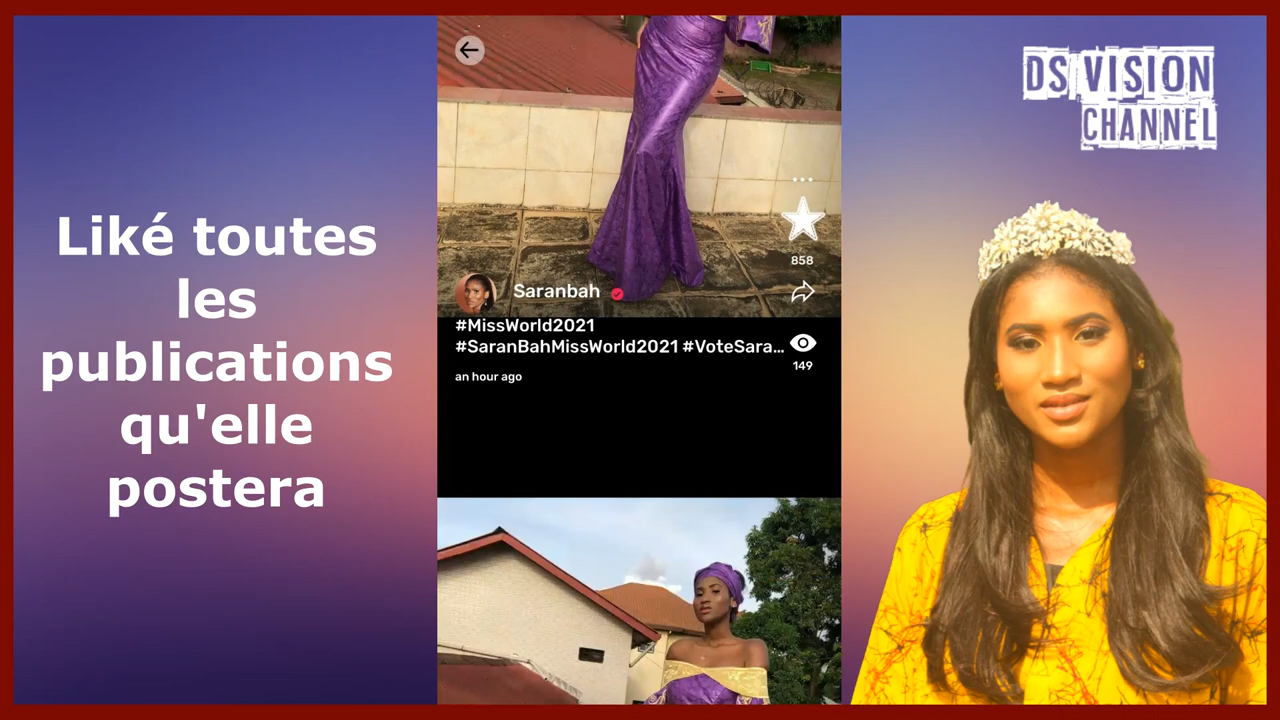 Liké toutes
les
publications
qu'elle
postera
858
Saranbah
#MissWorld2021
#SaranBahMissWorld2021 #VoteSara...
149
an hour ago
DS VISION
CHANNEL